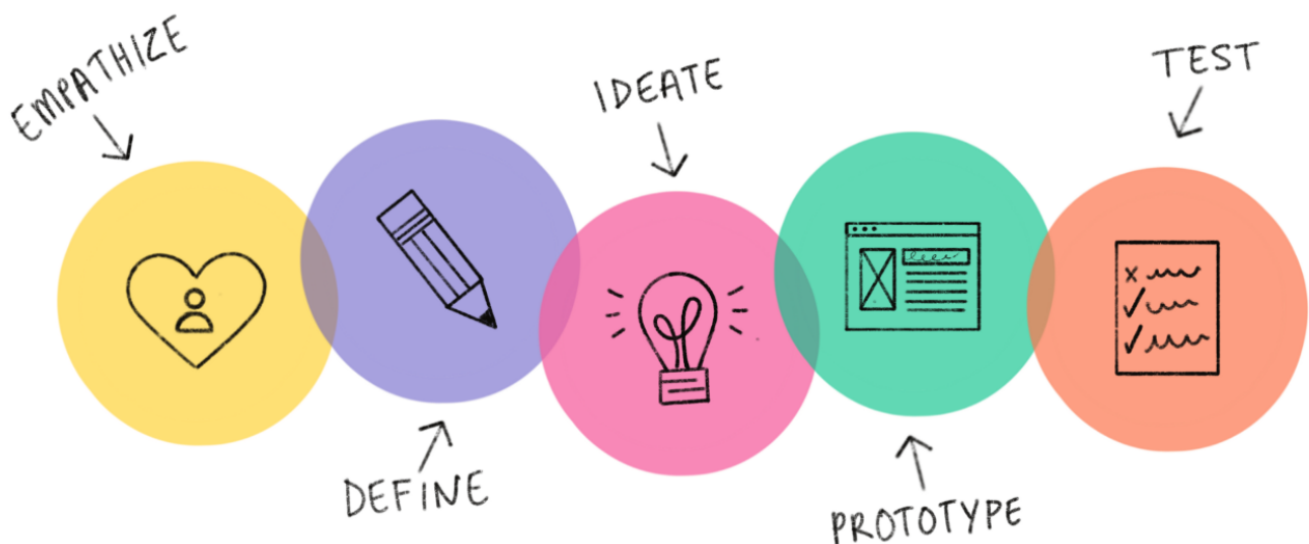 EMPATHIZE
DEFINE
IDEATE
PROTOTYPE
TEST